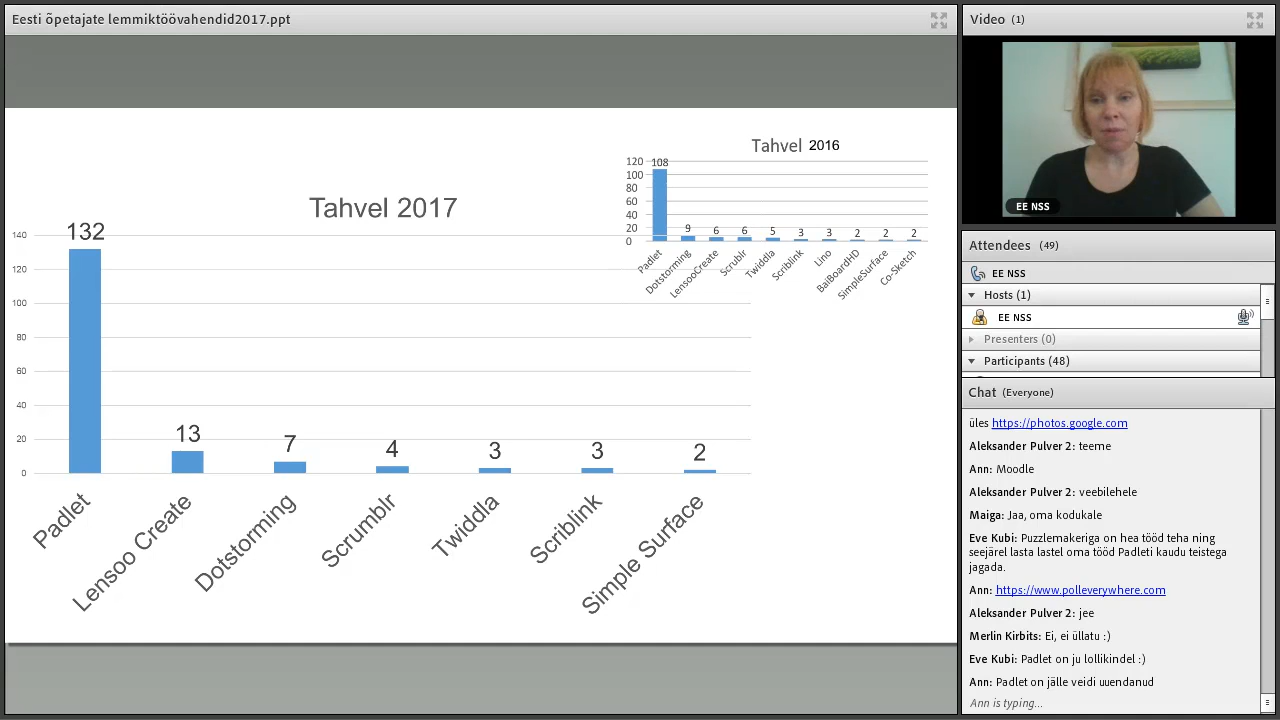 Eesti õpetajate lemmiktöövahendid2017.ppt
Tahvel 2017
132
13
7
4
3
3
2
140
120
100
80
60
40
20
0
Padlet
Lensoo Create
Dotstorming
Scrumblr
Twiddla
Scriblink
Simple Surface
Tahvel 2016
120
100
80
60
40
20
0
108
9
6
6
5
3
3
2
2
2
Padlet
Dotstorming
LensooCreate
Scrublr
Twiddla
Scriblink
Lino
BaiBoardHD
SimpleSurface
Co-Sketch
Video (1)
EE NSS
Attendees (49)
EE NSS
Hosts (1)
EE NSS
Presenters (0)
Participants (48)
Chat (Everyone)
üles https://photos.google.com
Aleksander Pulver 2: teeme
Ann: Moodle
Aleksander Pulver 2: veebilehele
Maiga: Jaa, oma kodukale
Eve Kubi: Puzzlemakeriga on hea tööd teha ning
seejärel lasta lastel oma tööd Padleti kaudu teistega
jagada.
Ann: https://www.polleverywhere.com
Aleksander Pulver 2: jee
Merlin Kirbits: Ei, ei üllatu :)
Eve Kubi: Padlet on ju lollikindel :)
Ann: Padlet on jälle veidi uuendanud
Ann is typing...